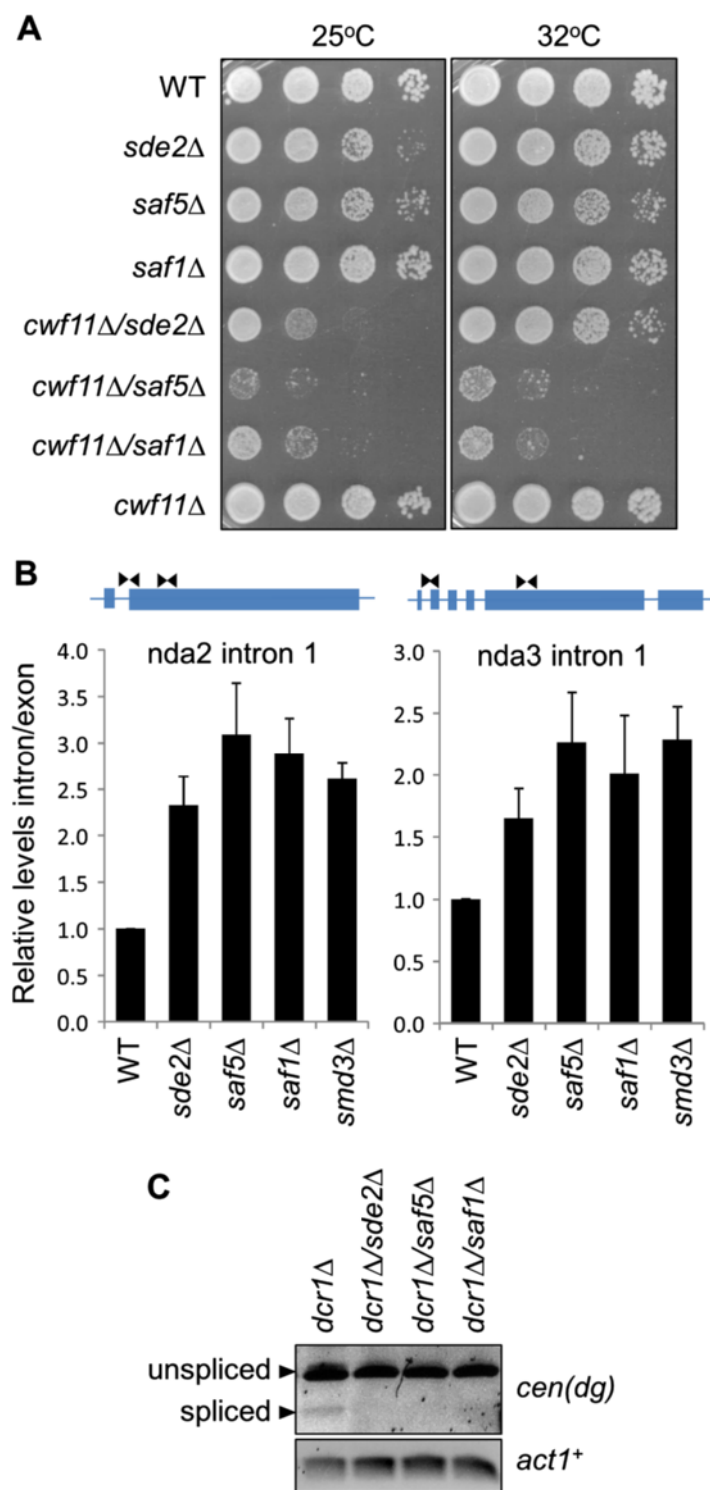 A
25°C 32°C
WT
sde2Δ
saf5Δ
saf1Δ
cwf11Δ/sde2Δ
cwf11Δ/saf5Δ
cwf11Δ/saf1Δ
cwf11Δ
B
nda2 intron 1
nda3 intron 1
Relative levels intron/exon
4.0
3.5
3.0
2.5
2.0
1.5
1.0
0.5
0.0
3.0
2.5
2.0
1.5
1.0
0.5
0.0
WT
sde2Δ
saf5Δ
saf1Δ
smd3Δ
WT
sde2Δ
saf5Δ
saf1Δ
smd3Δ
C
dcr1Δ
dcr1Δ/sde2Δ
dcr1Δ/saf5Δ
dcr1Δ/saf1Δ
unspliced
spliced
cen(dg)
act1⁺